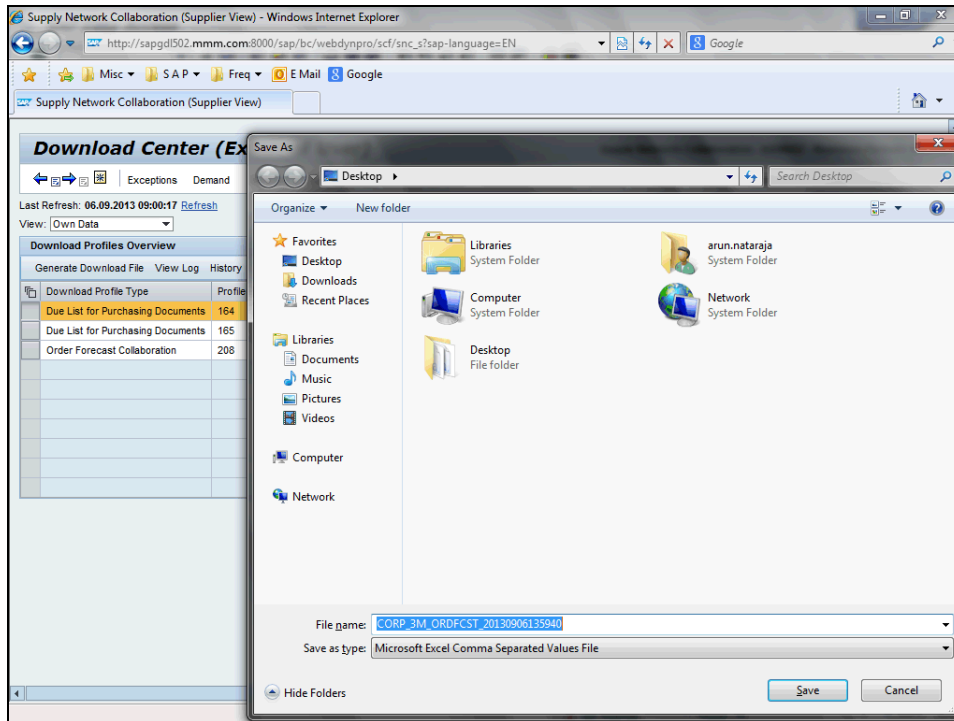 Supply Network Collaboration (Supplier View) - Windows Internet Explorer
http://sapgdl502.mmm.com:8000/sap/bc/webdynpro/scf/snc_s?sap-language=EN
Google
Misc
S A P
Freq
E Mail
Google
Supply Network Collaboration (Supplier View)
Download Center (Ex
Exceptions Demand
Last Refresh: 06.09.2013 09:00:17 Refresh
View: Own Data
Download Profiles Overview
Generate Download File View Log History
Download Profile Type Profile
Due List for Purchasing Documents 164
Due List for Purchasing Documents 165
Order Forecast Collaboration 208
Save As
Desktop
Search Desktop
Organize New folder
Favorites
Desktop
Downloads
Recent Places
Libraries
Documents
Music
Pictures
Videos
Computer
Network
Libraries
System Folder
arun.nataraja
System Folder
Computer
System Folder
Network
System Folder
Desktop
File folder
File name: CORP_3M_ORDFCST_20130906135940
Save as type: Microsoft Excel Comma Separated Values File
Hide Folders
Save
Cancel